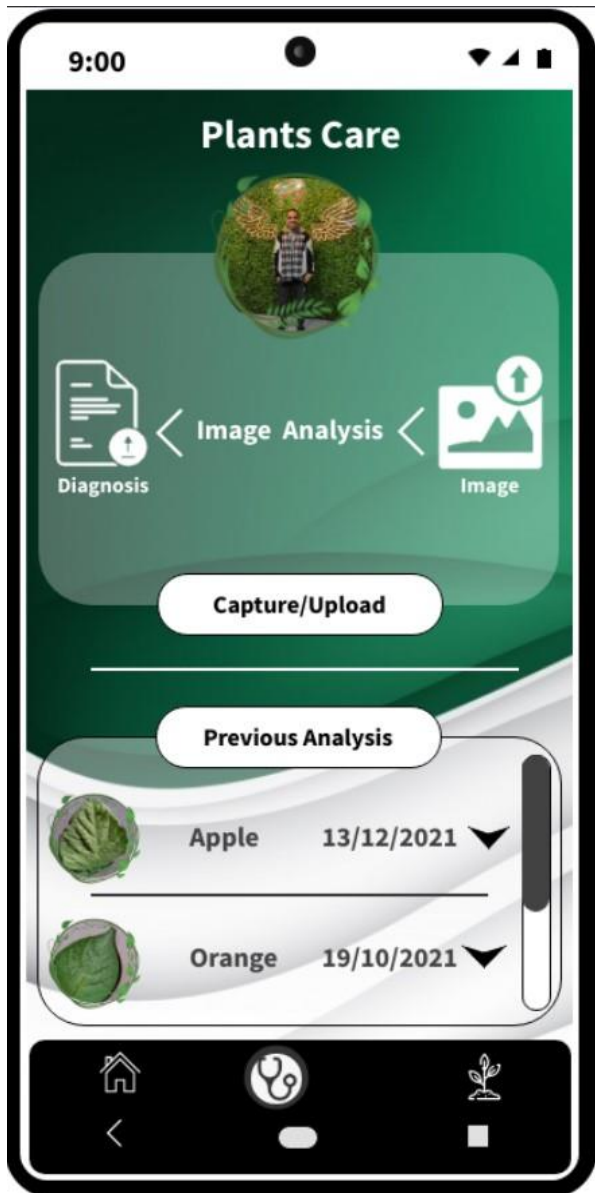 9:00
Plants Care
Image Analysis
Diagnosis
Image
Capture/Upload
Previous Analysis
Apple 13/12/2021
Orange 19/10/2021